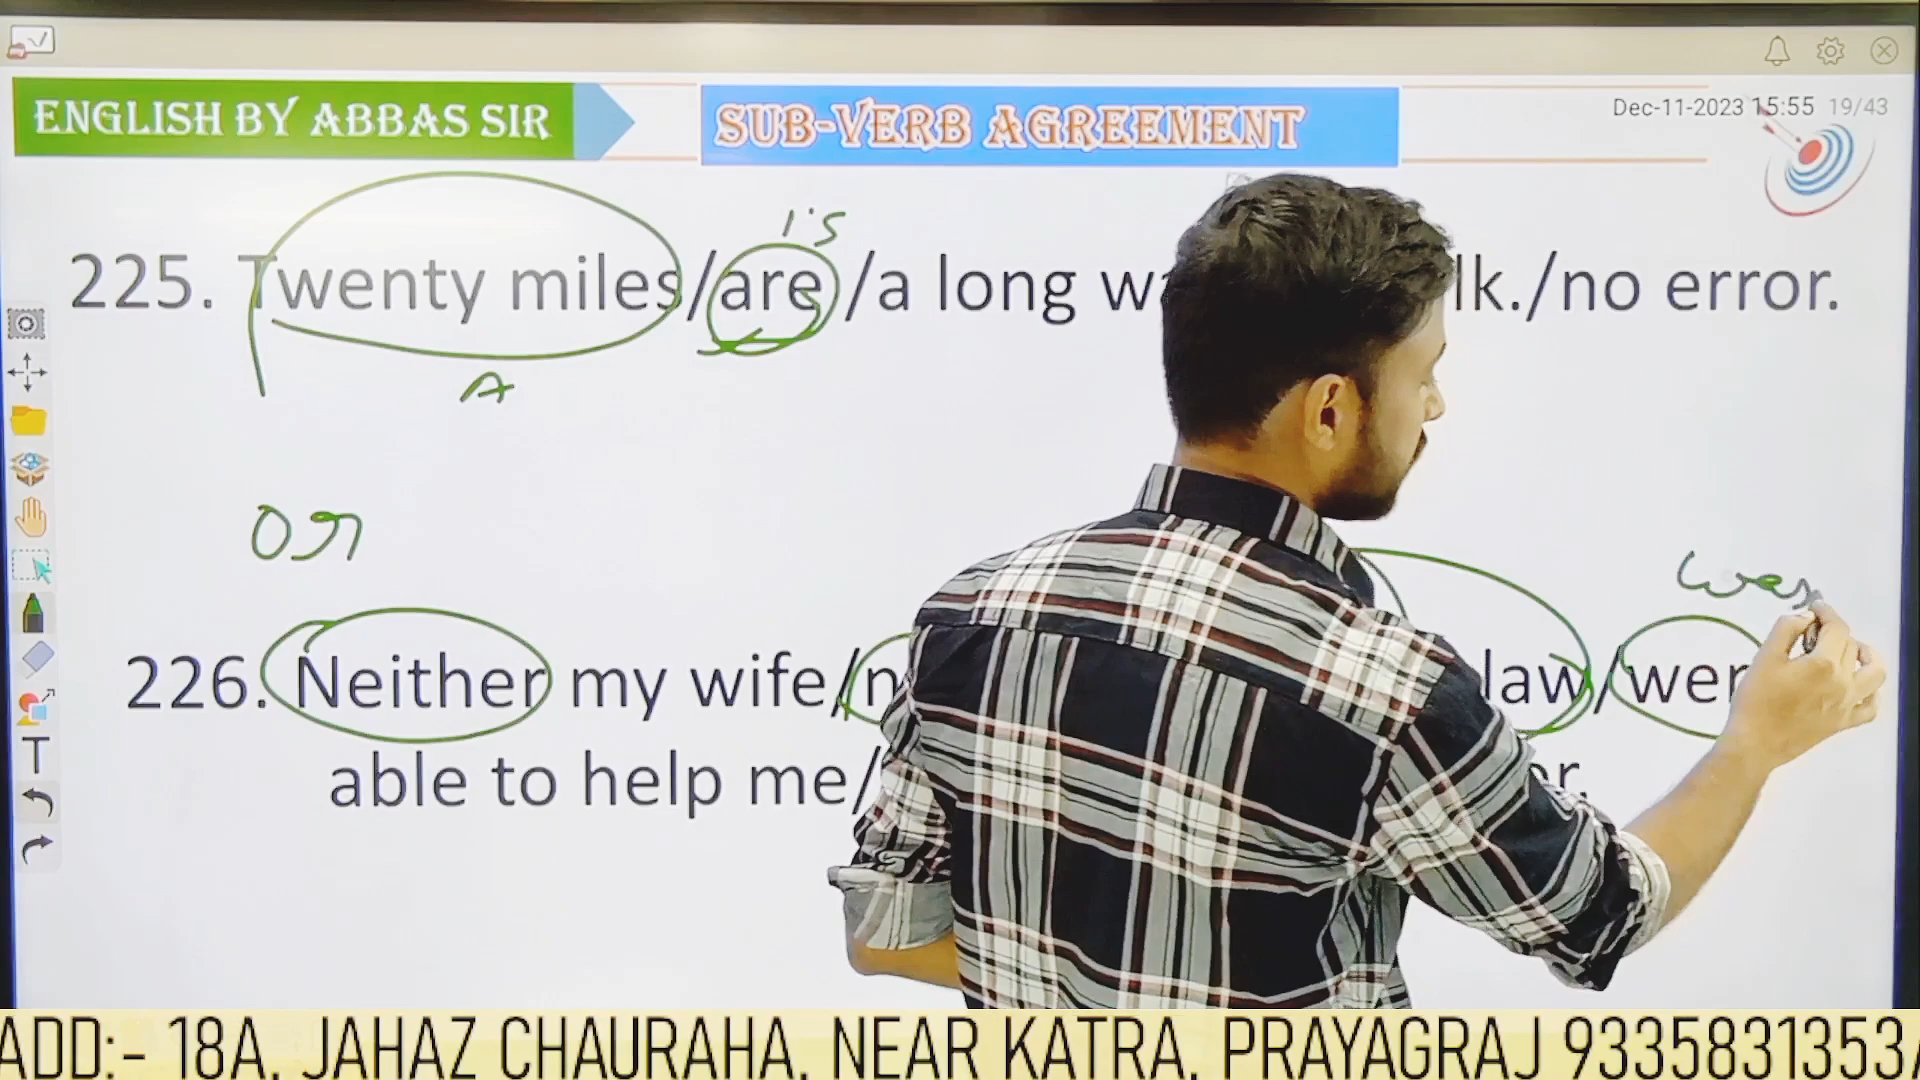 ENGLISH BY ABBAS SIR
SUB-VERB AGREEMENT
Dec-11-2023 15:55 19/43
is
225. Twenty miles/are /a long lk./no error.
A
was
226. Neither my wife/ law/wer
able to help me/
T
ADD:- 18A, JAHAZ CHAURAHA, NEAR KATRA, PRAYAGRAJ 9335831353